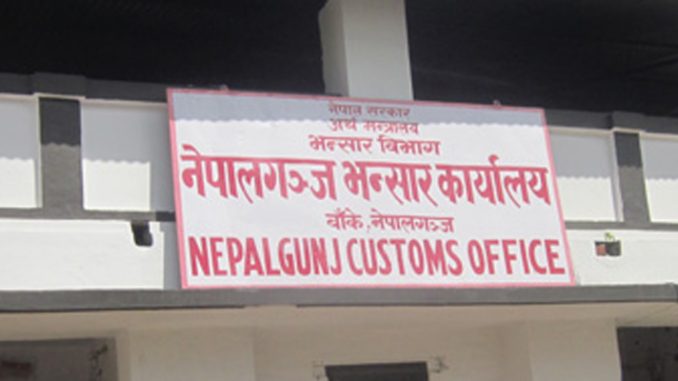 नेपाल सरकार
अर्थ मन्त्रालय
भन्सार विभाग
नेपालगञ्ज भन्सार कार्यालय
बाँके, नेपालगञ्ज
NEPALGUNJ CUSTOMS OFFICE